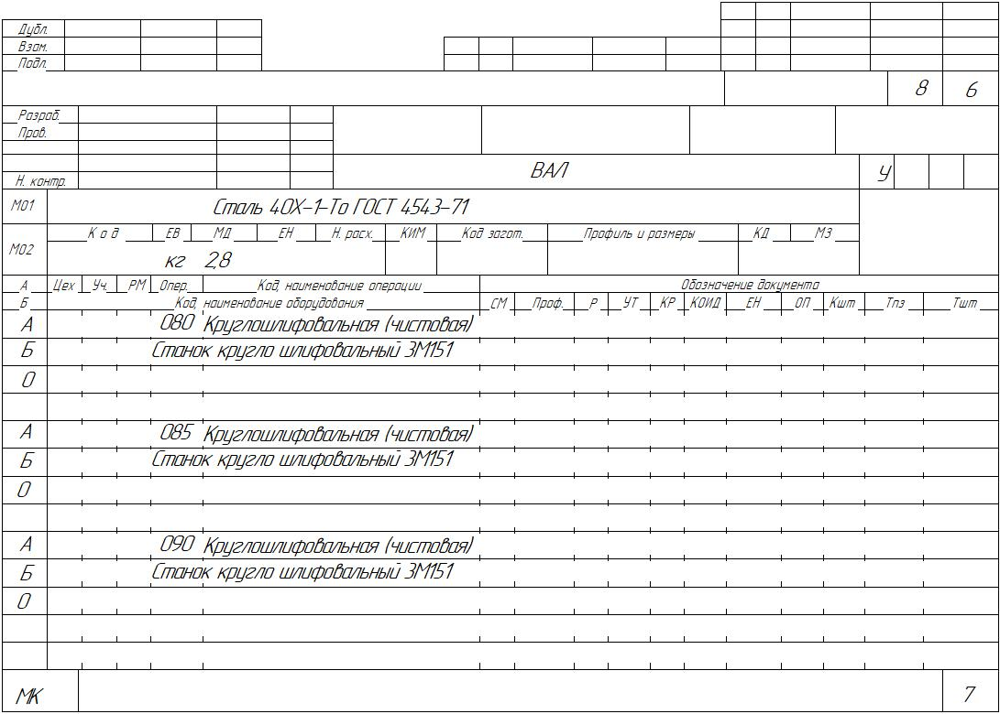 Дубл.
Взам.
Подл.
8 6
Разраб.
Пров.
Н. контр.
ВАЛ У
М01 Сталь 40Х-1-То ГОСТ 4543-71
М02 Код ЕВ МД ЕН Н. расх. КИМ Код загот. Профиль и размеры КД МЗ
кг 2,8
А Цех Уч. РМ Опер. Код, наименование операции Обозначение документа
Б Код, наименование оборудования СМ Проф. Р УТ КР КОИД ЕН ОП Кшт Тпз Тшт
А 080 Круглошлифовальная (чистовая)
Б Станок кругло шлифовальный 3М151
О
А 085 Круглошлифовальная (чистовая)
Б Станок кругло шлифовальный 3М151
О
А 090 Круглошлифовальная (чистовая)
Б Станок кругло шлифовальный 3М151
О
МК 7